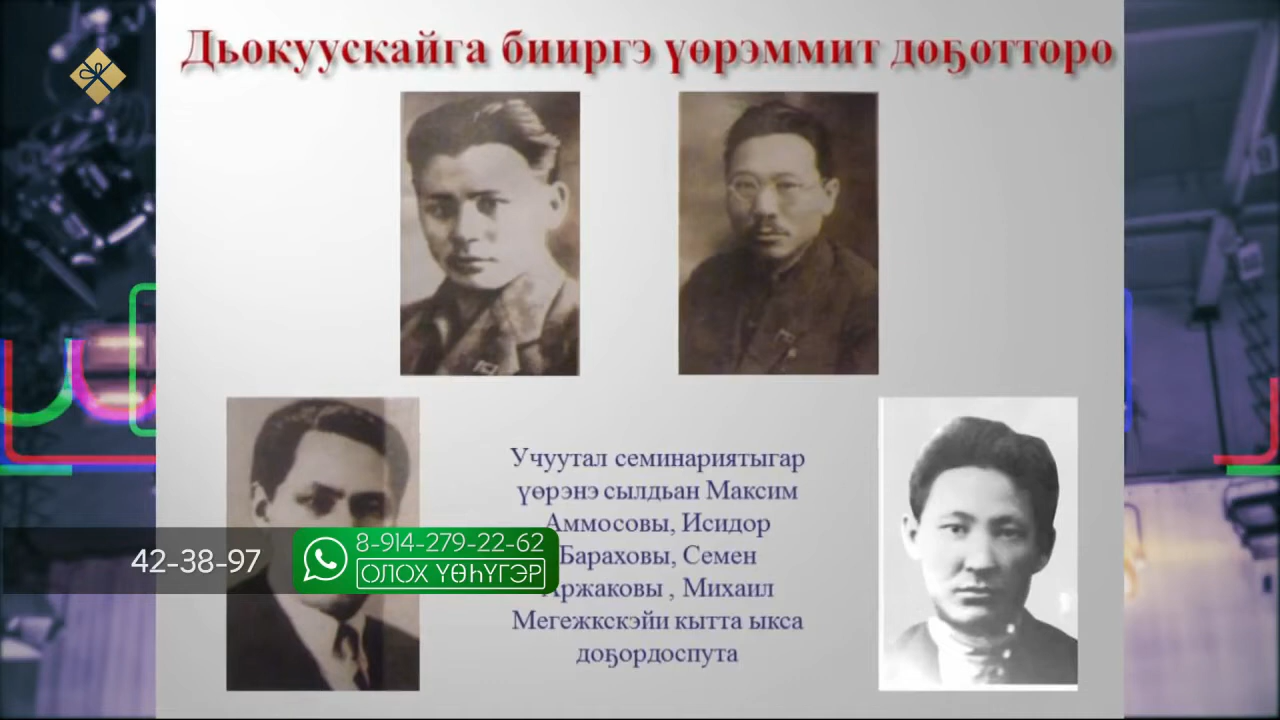 Дьокуускайга бииргэ үөрэммит доҕотторо
Учуутал семинариятыгар
үөрэнэ сылдьан Максим
Аммосовы, Исидор
Бараховы, Семен
Аржаковы , Михаил
Мегежкскэйи кытта ыкса
доҕордоспута
42-38-97
8-914-279-22-62
ОЛОХ ҮӨҺҮГЭР